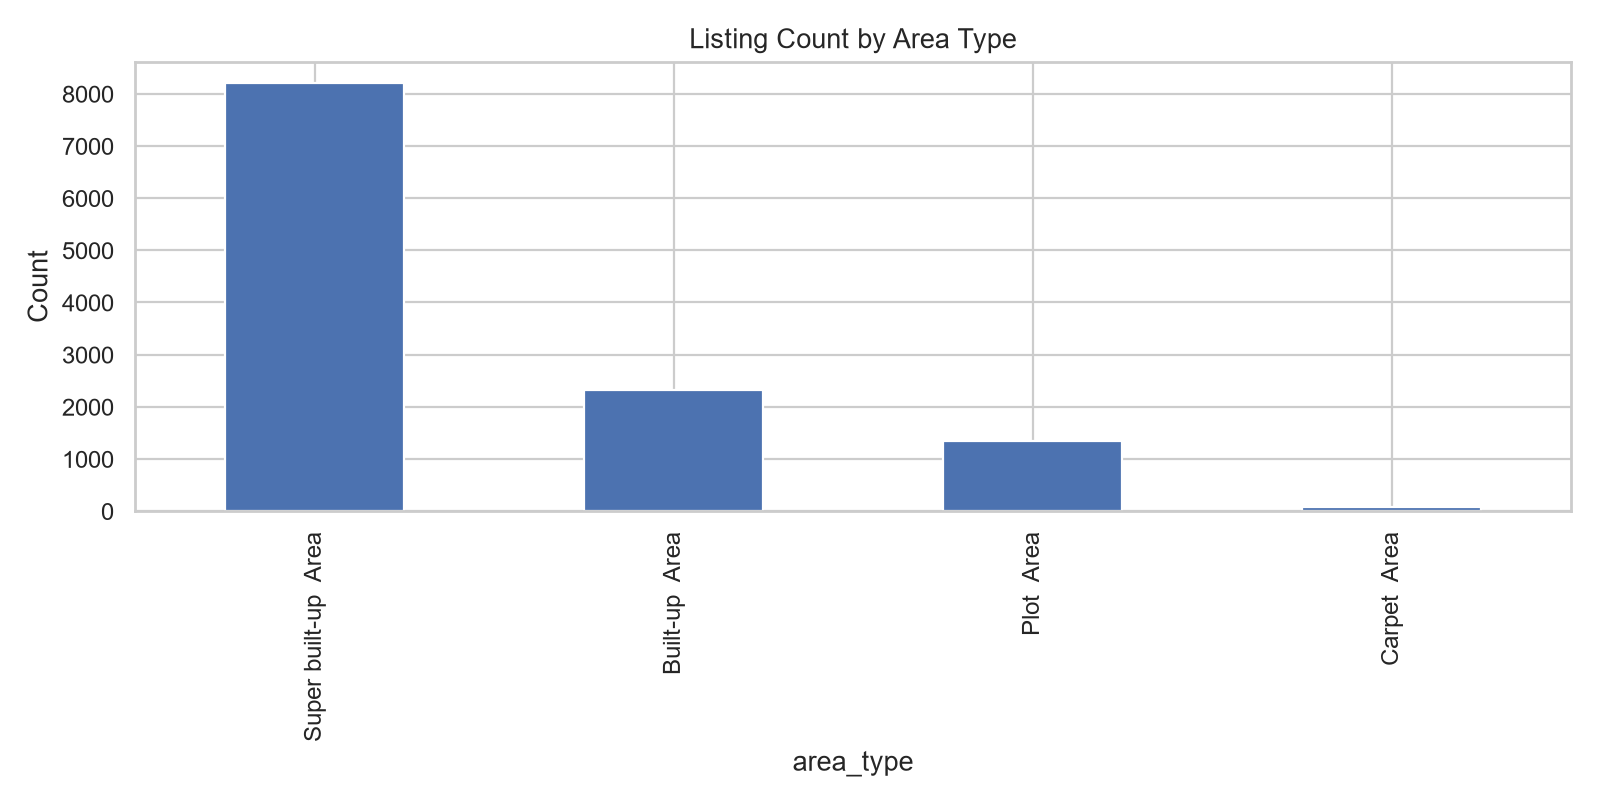 Listing Count by Area Type
Count
8000
7000
6000
5000
4000
3000
2000
1000
0
Super built-up  Area
Built-up  Area
Plot  Area
Carpet  Area
area_type